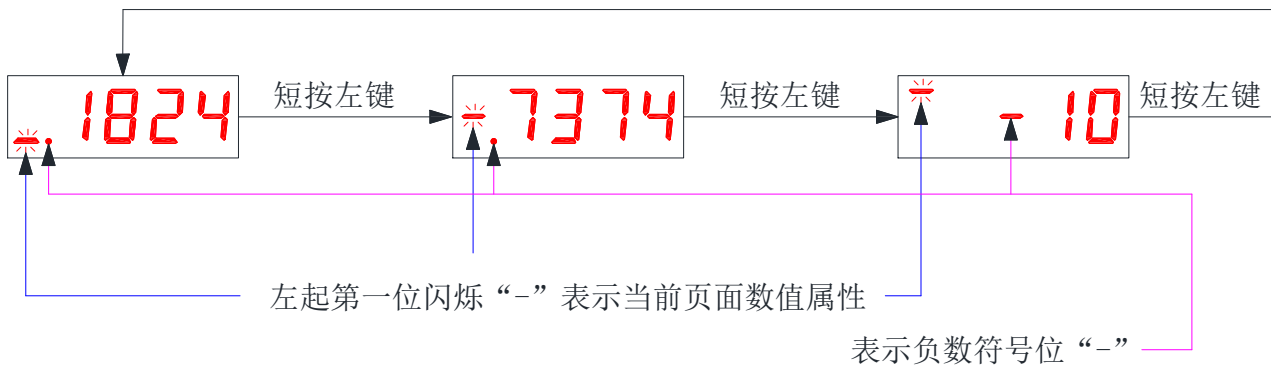 _.1824
短按左键
-.7374
短按左键
- - 10
短按左键
左起第一位闪烁“-”表示当前页面数值属性
表示负数符号位“-”